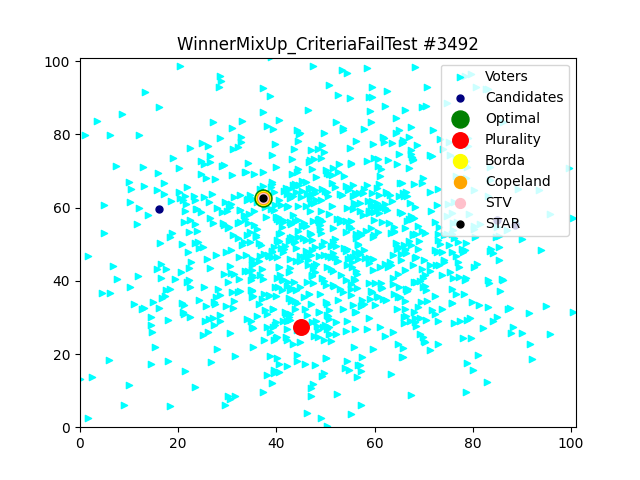 WinnerMixUp_CriteriaFailTest #3492
100
80
60
40
20
0
0 20 40 60 80 100
Voters
Candidates
Optimal
Plurality
Borda
Copeland
STV
STAR